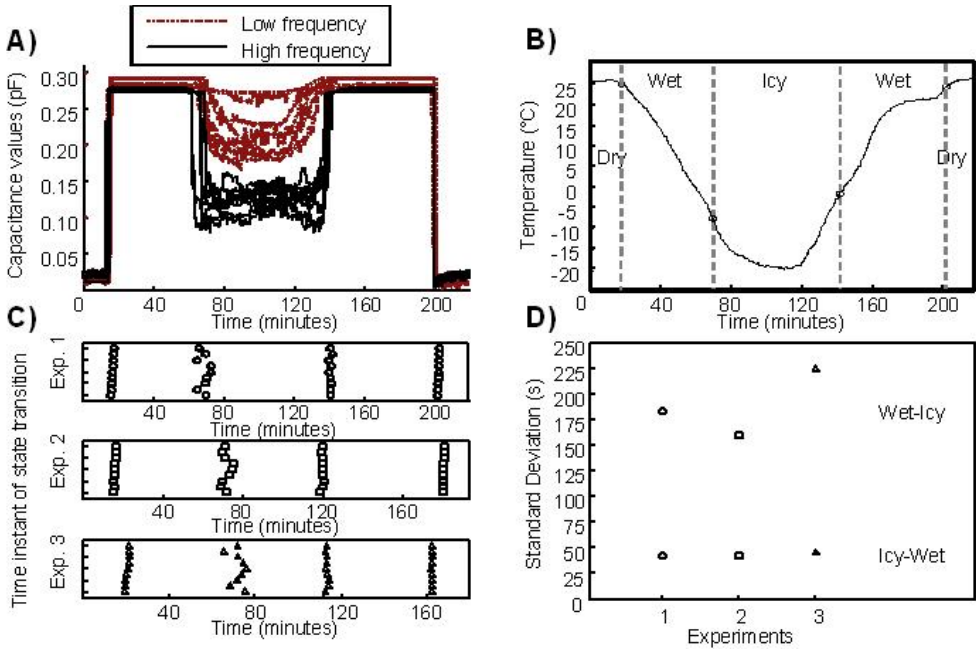 Low frequency
High frequency
A)
Capacitance values (pF)
0.30
0.25
0.20
0.15
0.10
0.05
0 40 80 120 160 200
Time (minutes)
B)
Temperature (°C)
25
25
15
15
0
-5
-10
-15
-20
Dry
Wet
Icy
Wet
Dry
0 40 80 120 160 200
Time (minutes)
C)
Time instant of state transition
Exp. 1
40 80 120 160 200
Time (minutes)
Exp. 2
40 80 120 160
Time (minutes)
Exp. 3
40 80 120 160
Time (minutes)
D)
Standard Deviation (s)
250
225
200
175
150
125
100
75
50
25
0
Wet-Icy
Icy-Wet
1 2 3
Experiments